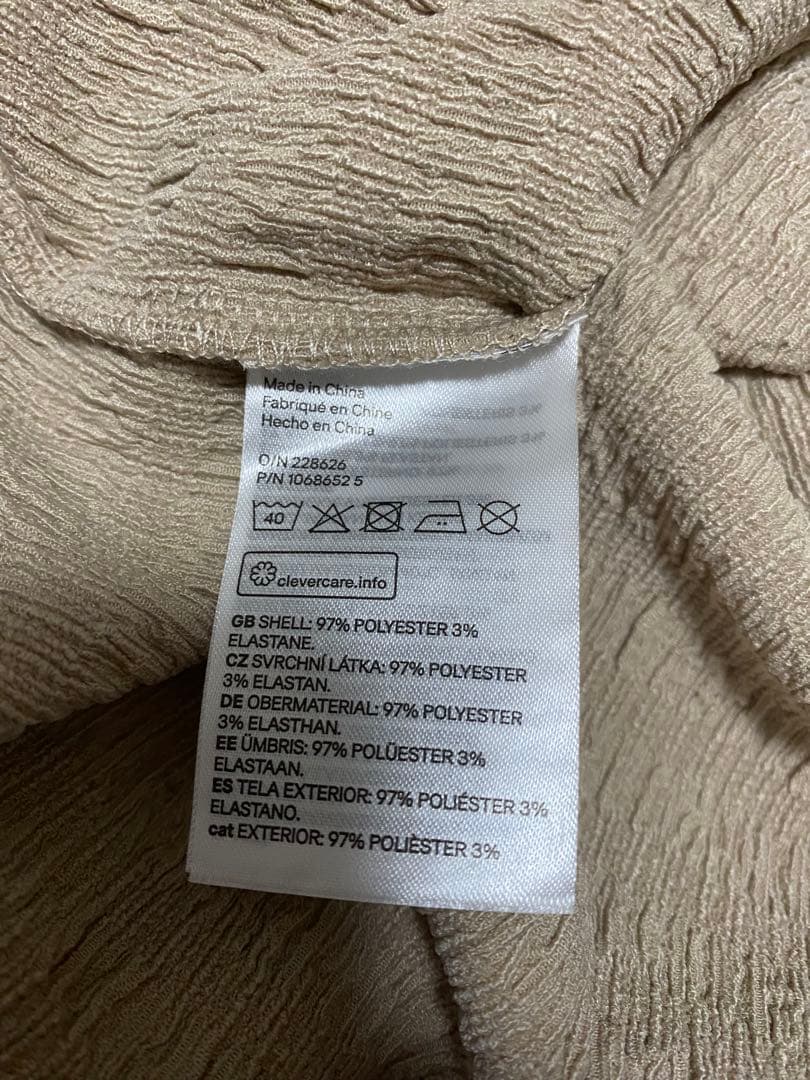 Made in China
Fabriqué en Chine
Hecho en China
O/N 228626
P/N 1068652 5
40
clevercare.info
GB SHELL: 97% POLYESTER 3%
ELASTANE.
CZ SVRCHNÍ LÁTKA: 97% POLYESTER
3% ELASTAN.
DE OBERMATERIAL: 97% POLYESTER
3% ELASTHAN.
EE ÜMBRIS: 97% POLÜESTER 3%
ELASTAAN.
ES TELA EXTERIOR: 97% POLIÉSTER 3%
ELASTANO.
cat EXTERIOR: 97% POLIÈSTER 3%